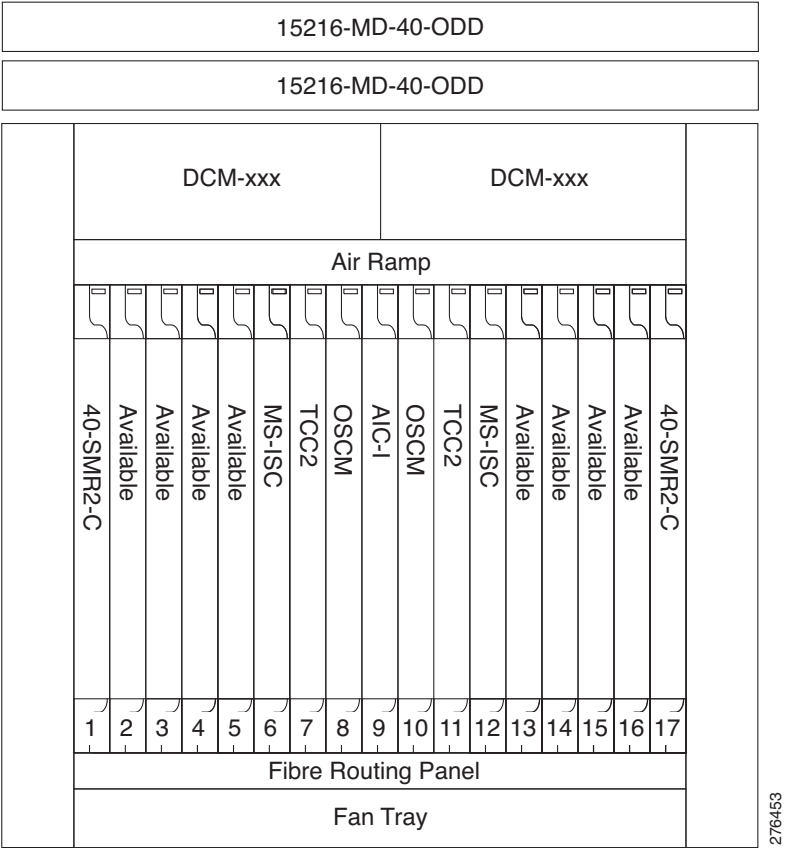 15216-MD-40-ODD
15216-MD-40-ODD
DCM-xxx
DCM-xxx
Air Ramp
40-SMR2-C
Available
Available
Available
Available
MS-ISC
TCC2
OSCM
AIC-I
OSCM
TCC2
MS-ISC
Available
Available
Available
Available
40-SMR2-C
1 2 3 4 5 6 7 8 9 10 11 12 13 14 15 16 17
Fibre Routing Panel
Fan Tray
276453